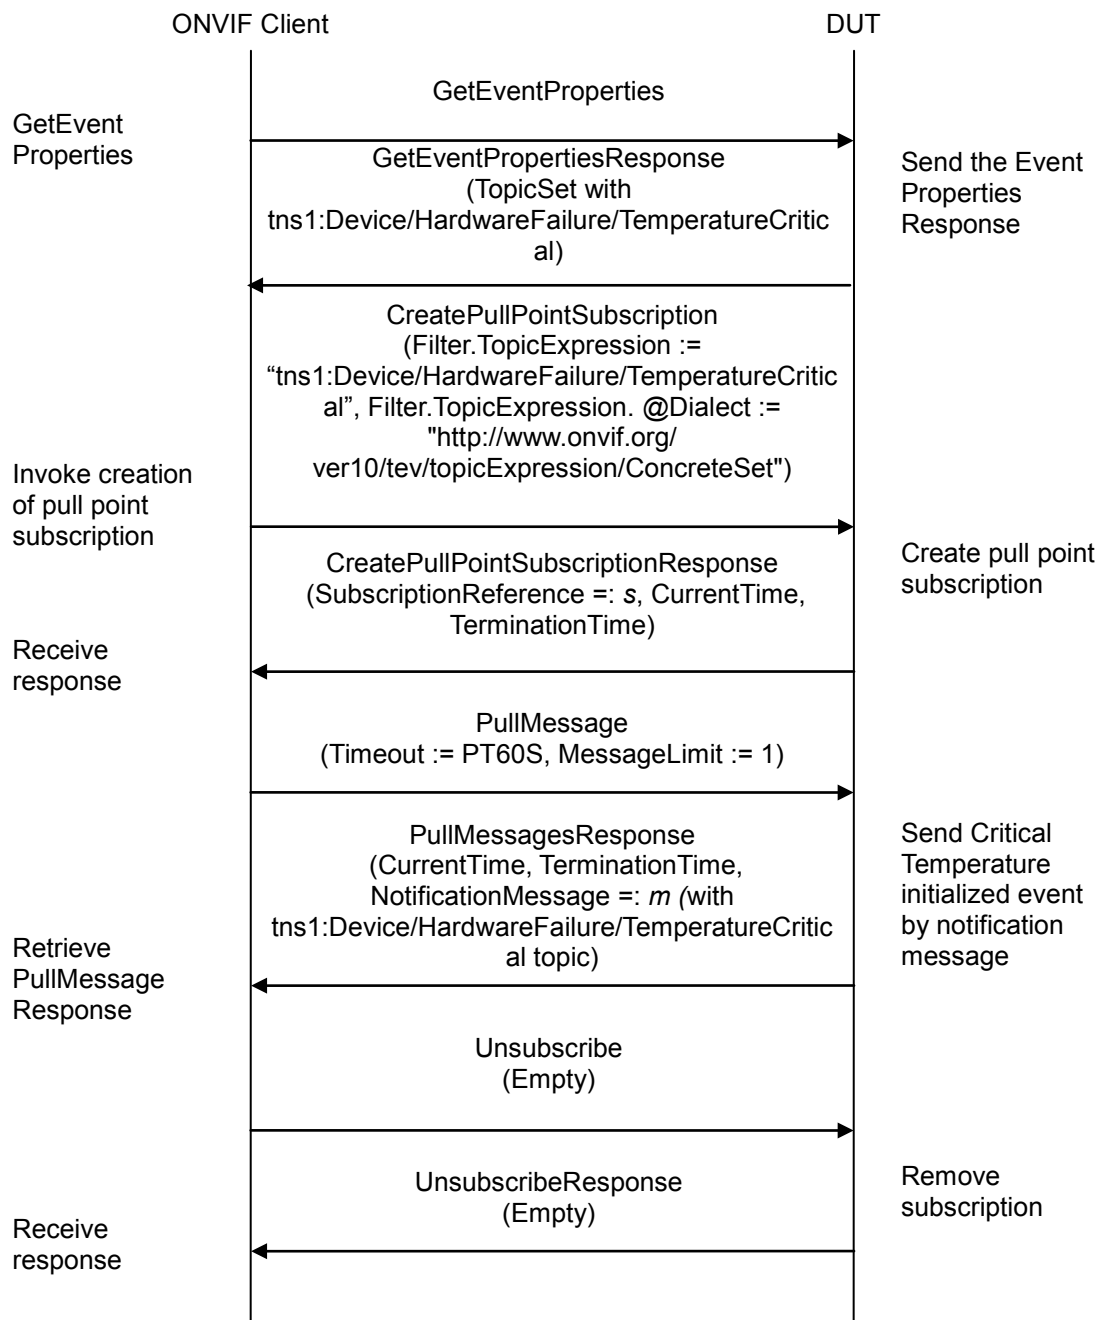 ONVIF Client
DUT
GetEventProperties
GetEvent
Properties
GetEventPropertiesResponse
(TopicSet with
tns1:Device/HardwareFailure/TemperatureCritic
al)
Send the Event
Properties
Response
CreatePullPointSubscription
(Filter.TopicExpression :=
“tns1:Device/HardwareFailure/TemperatureCritic
al”, Filter.TopicExpression. @Dialect :=
"http://www.onvif.org/
ver10/tev/topicExpression/ConcreteSet")
Invoke creation
of pull point
subscription
CreatePullPointSubscriptionResponse
(SubscriptionReference =: s, CurrentTime,
TerminationTime)
Create pull point
subscription
Receive
response
PullMessage
(Timeout := PT60S, MessageLimit := 1)
PullMessagesResponse
(CurrentTime, TerminationTime,
NotificationMessage =: m (with
tns1:Device/HardwareFailure/TemperatureCritic
al topic)
Send Critical
Temperature
initialized event
by notification
message
Retrieve
PullMessage
Response
Unsubscribe
(Empty)
UnsubscribeResponse
(Empty)
Remove
subscription
Receive
response